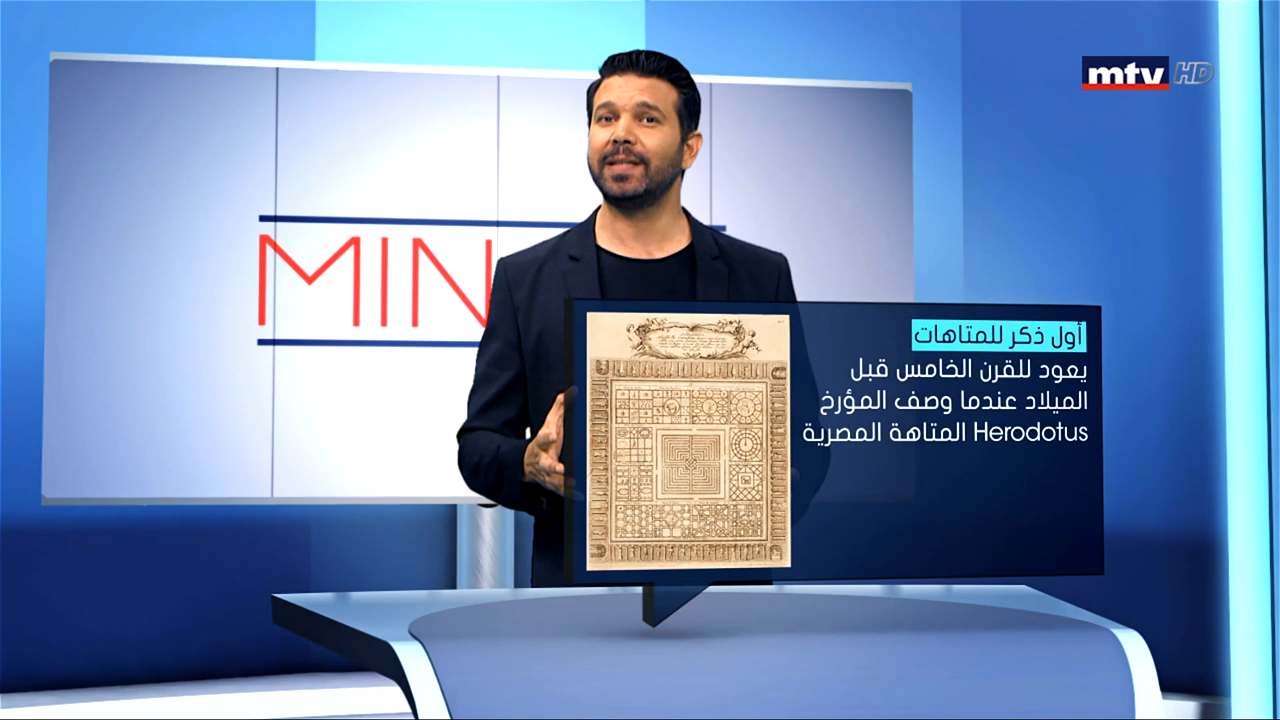 mtv HD
MIN
أول ذكر للمتاهات
يعود للقرن الخامس قبل
الميلاد عندما وصف المؤرخ
Herodotus المتاهة المصرية